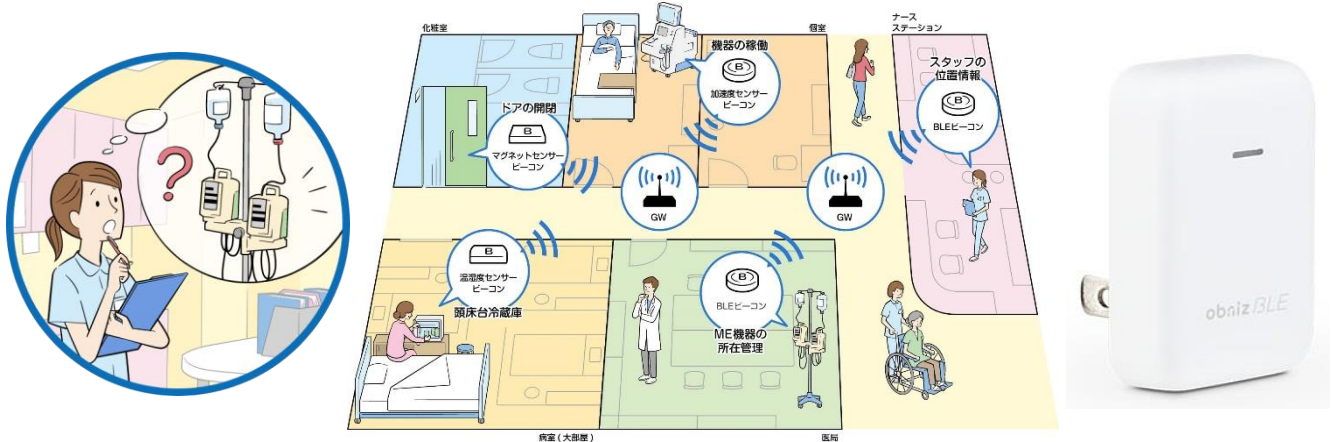 化粧室
個室
ナース
ステーション
機器の稼働
B
加速度センサー
ビーコン
スタッフの
位置情報
B
BLEビーコン
ドアの開閉
B
マグネットセンサー
ビーコン
GW
GW
B
温湿度センサー
ビーコン
頭床台冷蔵庫
B
BLEビーコン
ME機器の
所在管理
病室(大部屋)
医局
?
obniz BLE